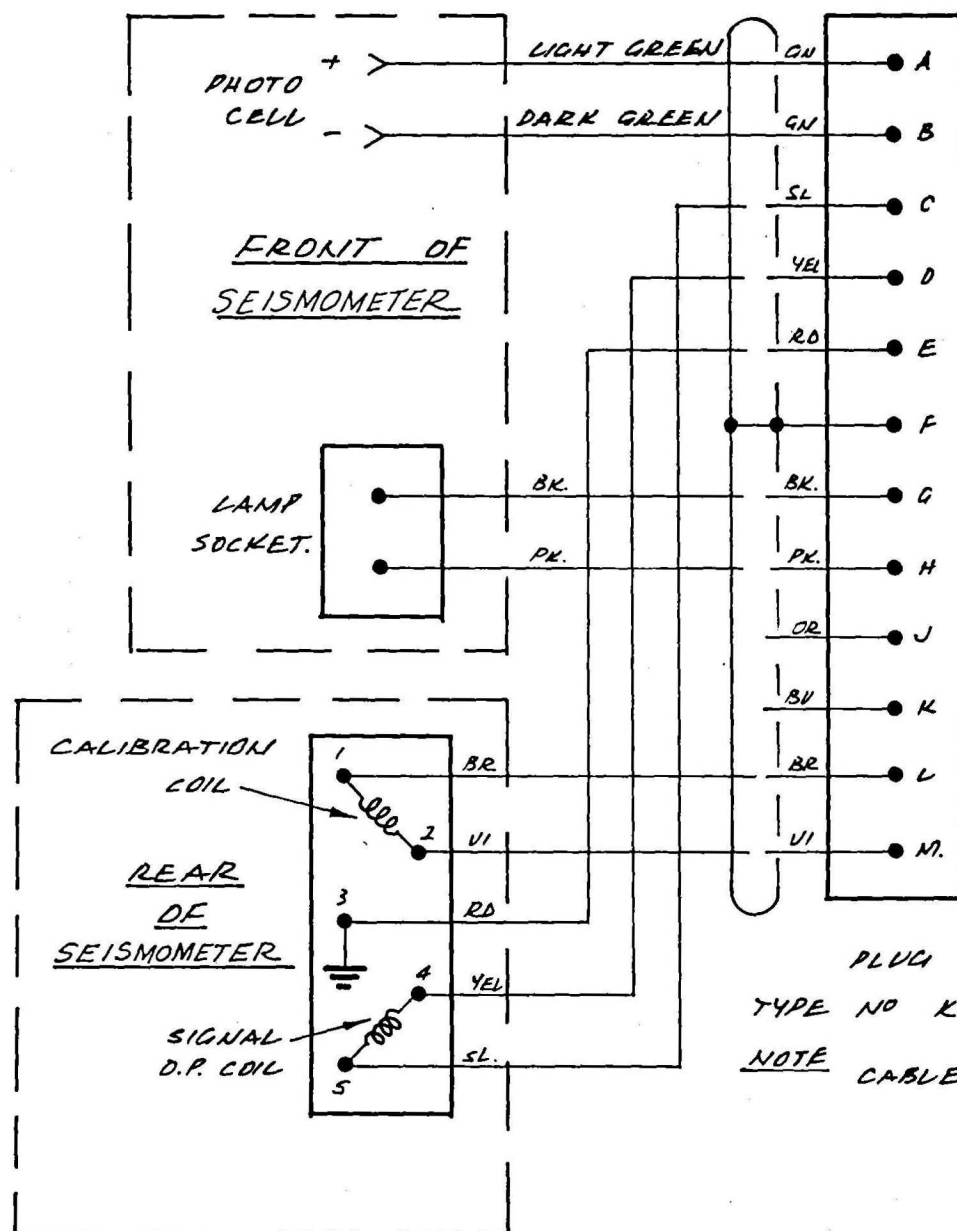 PHOTO
CELL
+
-
LIGHT GREEN
GN
A
DARK GREEN
GN
B
SL
C
FRONT OF
SEISMOMETER
YEL
D
RD
E
F
LAMP
SOCKET.
BK.
BK.
G
PK.
PK.
H
OR
J
BU
K
CALIBRATION
COIL
1
BR
BR
L
2
VI
VI
M.
REAR
OF
SEISMOMETER
3
RD
4
YEL
SIGNAL
O.P. COIL
5
SL.
PLUG
TYPE NO K
NOTE CABLE